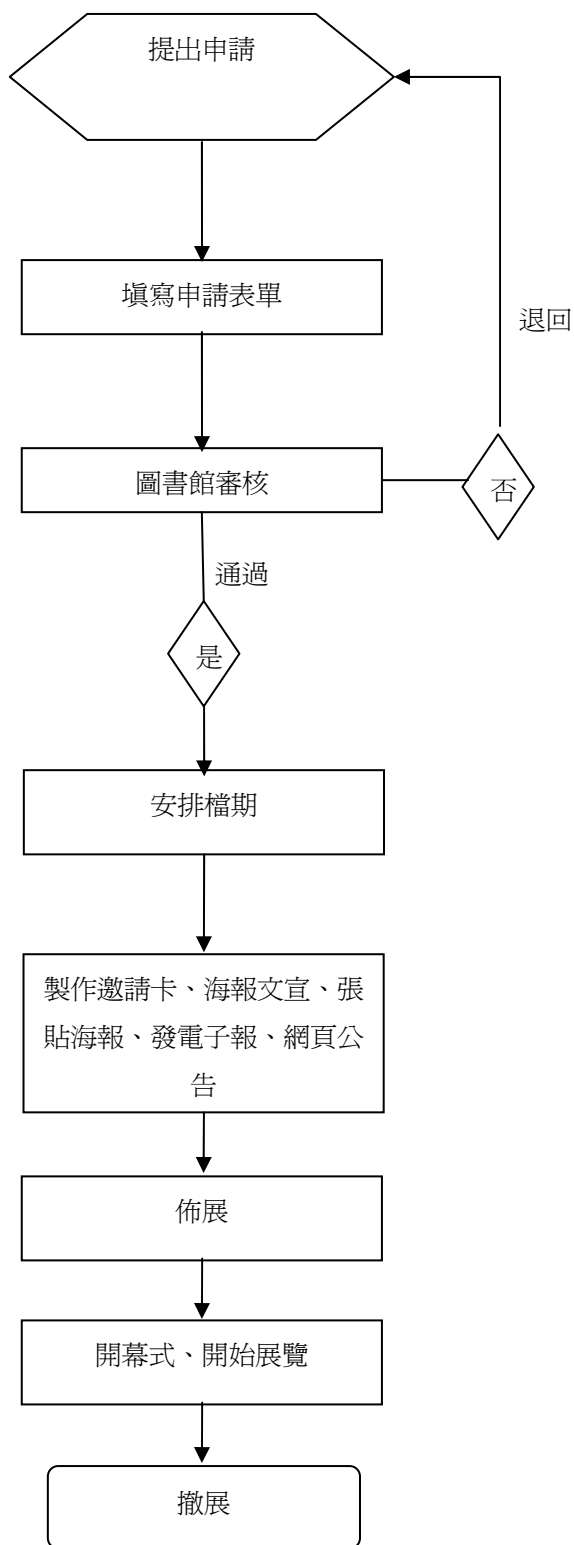 提出申請
填寫申請表單
退回
圖書館審核
否
通過
是
安排檔期
製作邀請卡、海報文宣、張
貼海報、發電子報、網頁公
告
佈展
開幕式、開始展覽
撤展